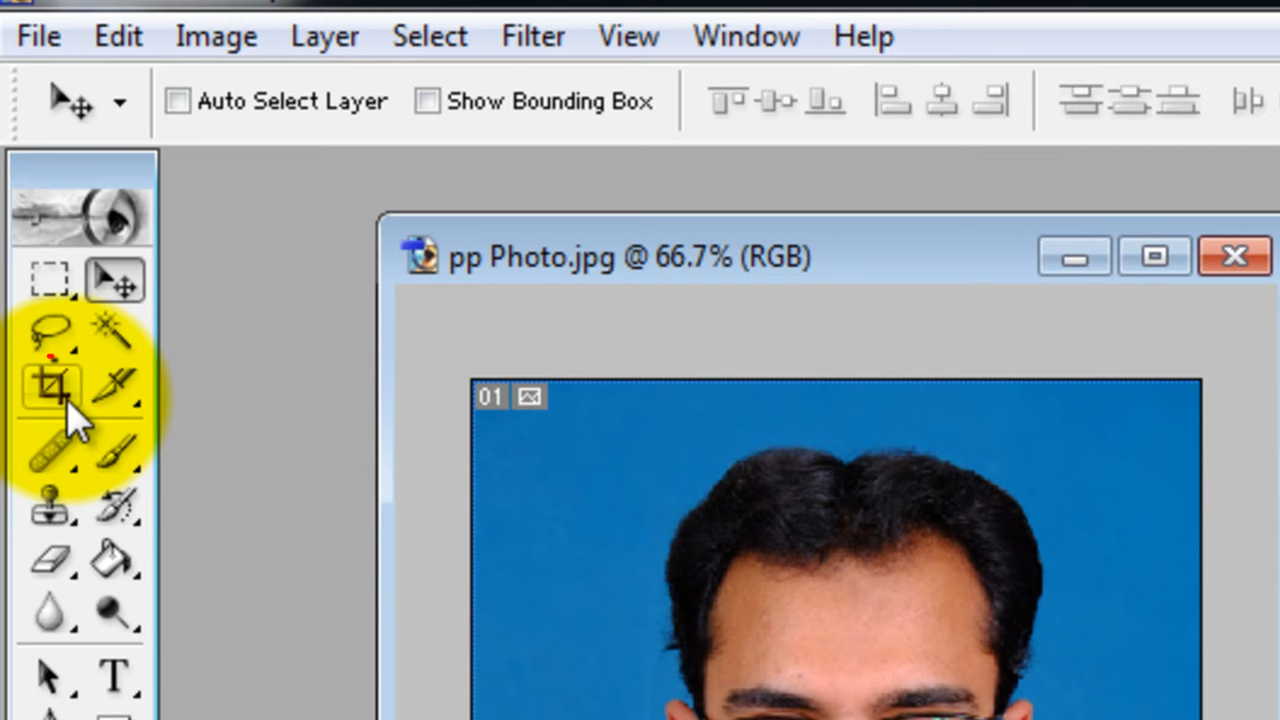 File Edit Image Layer Select Filter View Window Help
Auto Select Layer Show Bounding Box
pp Photo.jpg @ 66.7% (RGB)
01
T